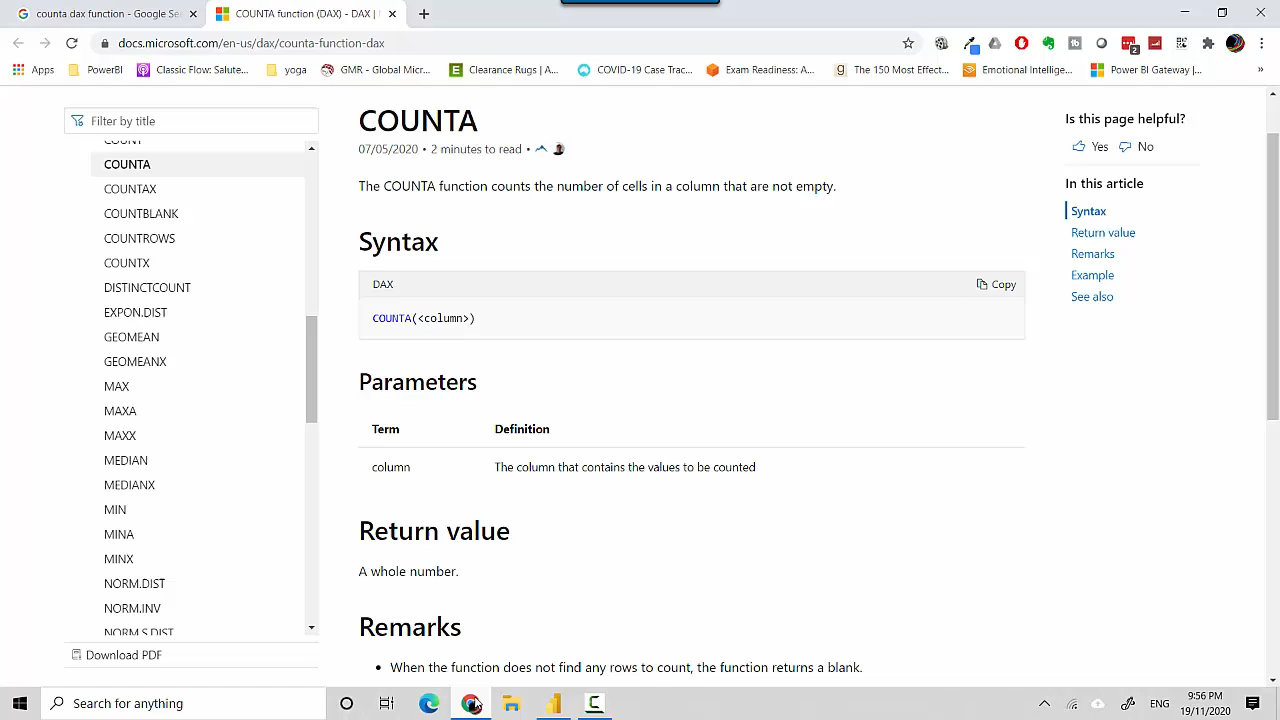 counta dax function - Google Se
COUNTA function (DAX) - DAX |
docs.microsoft.com/en-us/dax/counta-function-dax
2
Apps
PowerBI
Classic Flow: Salute...
yoga
GMR - Global Micr...
Clearance Rugs | A...
COVID-19 Case Trac...
Exam Readiness: A...
The 150 Most Effect...
Emotional Intellige...
Power BI Gateway |...
»
Filter by title
COUNT
COUNTA
COUNTAX
COUNTBLANK
COUNTROWS
COUNTX
DISTINCTCOUNT
EXPON.DIST
GEOMEAN
GEOMEANX
MAX
MAXA
MAXX
MEDIAN
MEDIANX
MIN
MINA
MINX
NORM.DIST
NORM.INV
NORM.S.DIST
Download PDF
COUNTA
07/05/2020 • 2 minutes to read •
The COUNTA function counts the number of cells in a column that are not empty.
Syntax
DAX
Copy
COUNTA(<column>)
Parameters
Term Definition
column The column that contains the values to be counted
Return value
A whole number.
Remarks
• When the function does not find any rows to count, the function returns a blank.
Is this page helpful?
Yes No
In this article
Syntax
Return value
Remarks
Example
See also
Search for anything
ENG
9:56 PM
19/11/2020